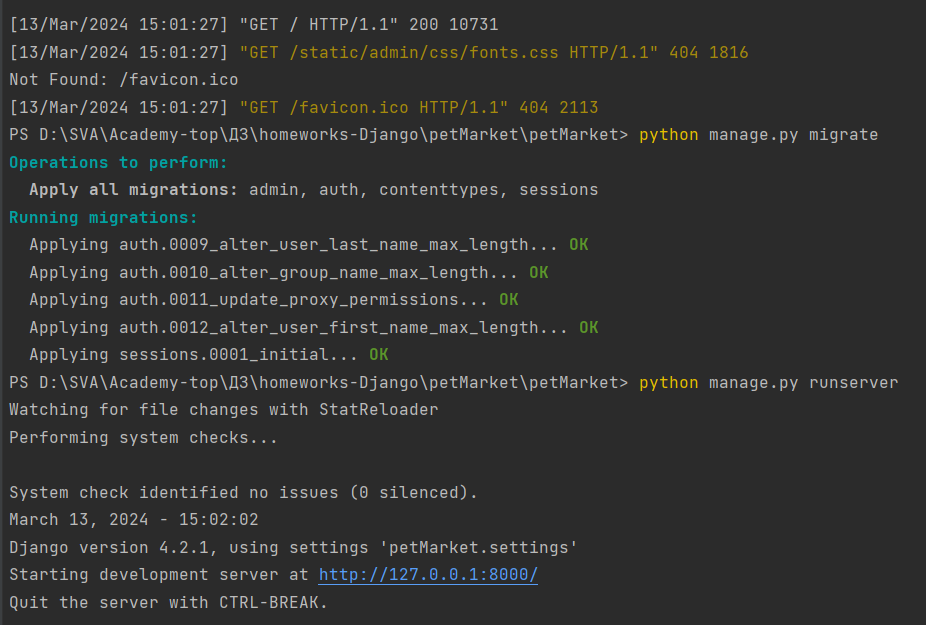 [13/Mar/2024 15:01:27] "GET / HTTP/1.1" 200 10731
[13/Mar/2024 15:01:27] "GET /static/admin/css/fonts.css HTTP/1.1" 404 1816
Not Found: /favicon.ico
[13/Mar/2024 15:01:27] "GET /favicon.ico HTTP/1.1" 404 2113
PS D:\SVA\Academy-top\ДЗ\homeworks-Django\petMarket\petMarket> python manage.py migrate
Operations to perform:
  Apply all migrations: admin, auth, contenttypes, sessions
Running migrations:
  Applying auth.0009_alter_user_last_name_max_length... OK
  Applying auth.0010_alter_group_name_max_length... OK
  Applying auth.0011_update_proxy_permissions... OK
  Applying auth.0012_alter_user_first_name_max_length... OK
  Applying sessions.0001_initial... OK
PS D:\SVA\Academy-top\ДЗ\homeworks-Django\petMarket\petMarket> python manage.py runserver
Watching for file changes with StatReloader
Performing system checks...

System check identified no issues (0 silenced).
March 13, 2024 - 15:02:02
Django version 4.2.1, using settings 'petMarket.settings'
Starting development server at http://127.0.0.1:8000/
Quit the server with CTRL-BREAK.